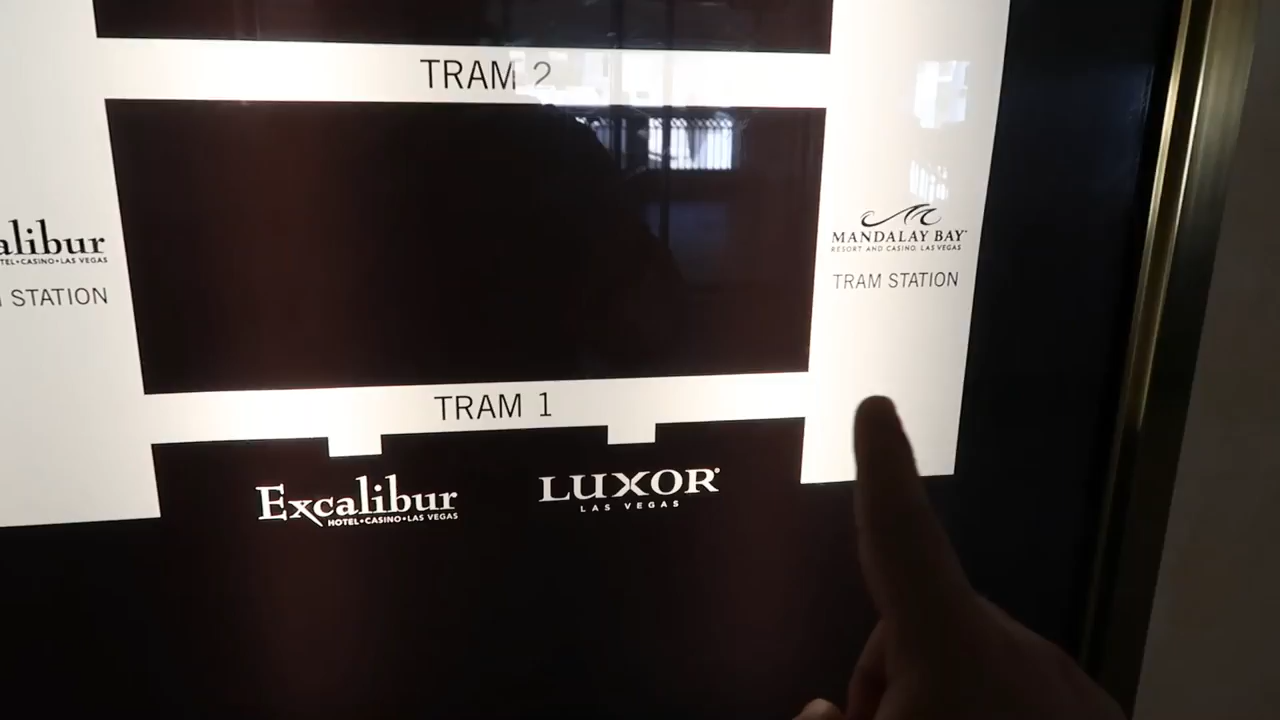 TRAM 2
alibur
TEL•CASINO•LAS VEGAS
STATION
MANDALAY BAY
RESORT AND CASINO, LAS VEGAS
TRAM STATION
TRAM 1
Excalibur
HOTEL•CASINO•LAS VEGAS
LUXOR
LAS VEGAS